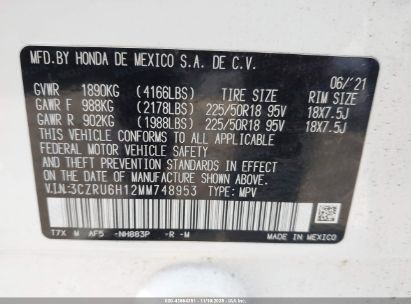 MFD.BY HONDA DE MEXICO S.A. DE C.V.
06/21
GVWR 1890KG (4166LBS) TIRE SIZE RIM SIZE
GAWR F 988KG (2178LBS) 225/50R18 95V 18X7.5J
GAWR R 902KG (1988LBS) 225/50R18 95V 18X7.5J
THIS VEHICLE CONFORMS TO ALL APPLICABLE
FEDERAL MOTOR VEHICLE SAFETY STANDARDS
IN EFFECT ON THE DATE OF MANUFACTURE
SHOWN ABOVE.
V.I.N:3CZRU6H12MM748953 TYPE: MPV
T7X M AF5 -NH883P -R -M
MADE IN MEXICO